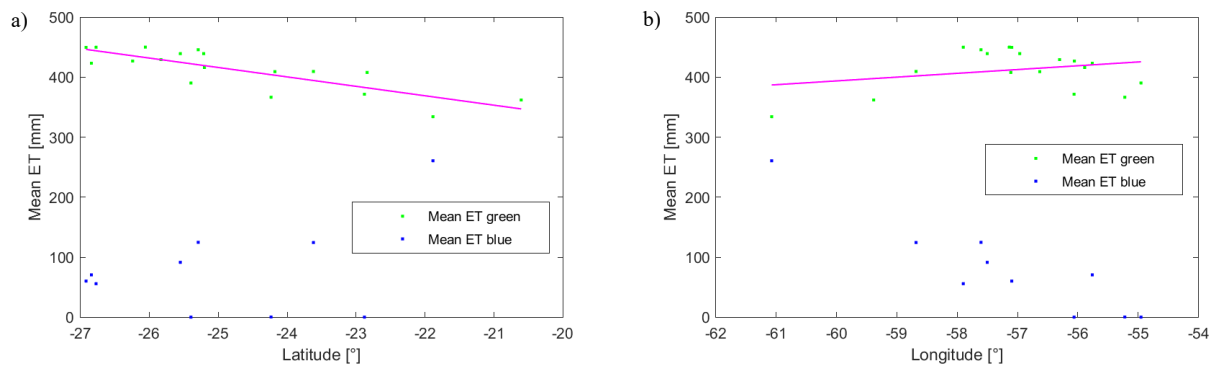 a)
500
400
300
200
100
0
Mean ET [mm]
Mean ET green
Mean ET blue
-27 -26 -25 -24 -23 -22 -21 -20
Latitude [°]
b)
500
400
300
200
100
0
Mean ET [mm]
Mean ET green
Mean ET blue
-62 -61 -60 -59 -58 -57 -56 -55 -54
Longitude [°]